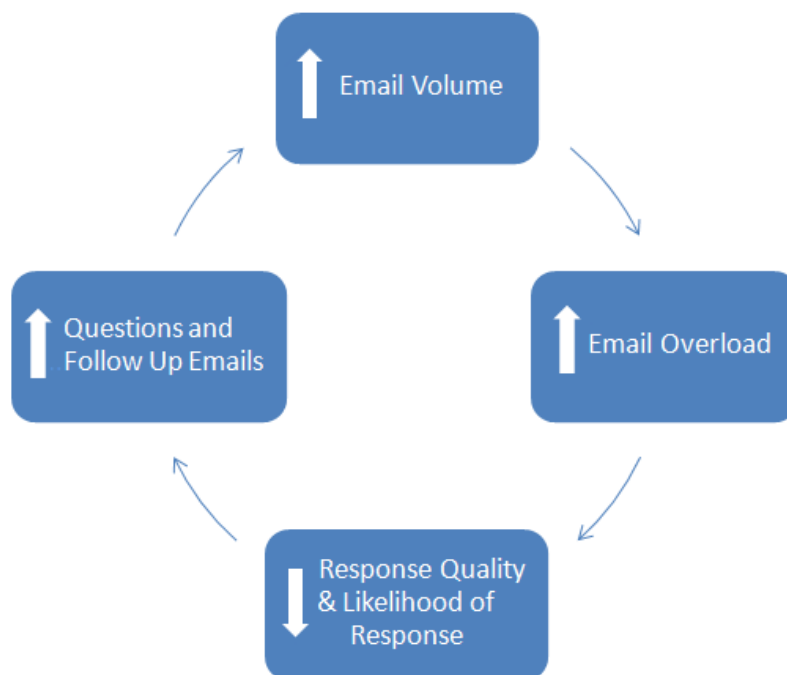 Email Volume
Email Overload
Response Quality
& Likelihood of
Response
Questions and
Follow Up Emails